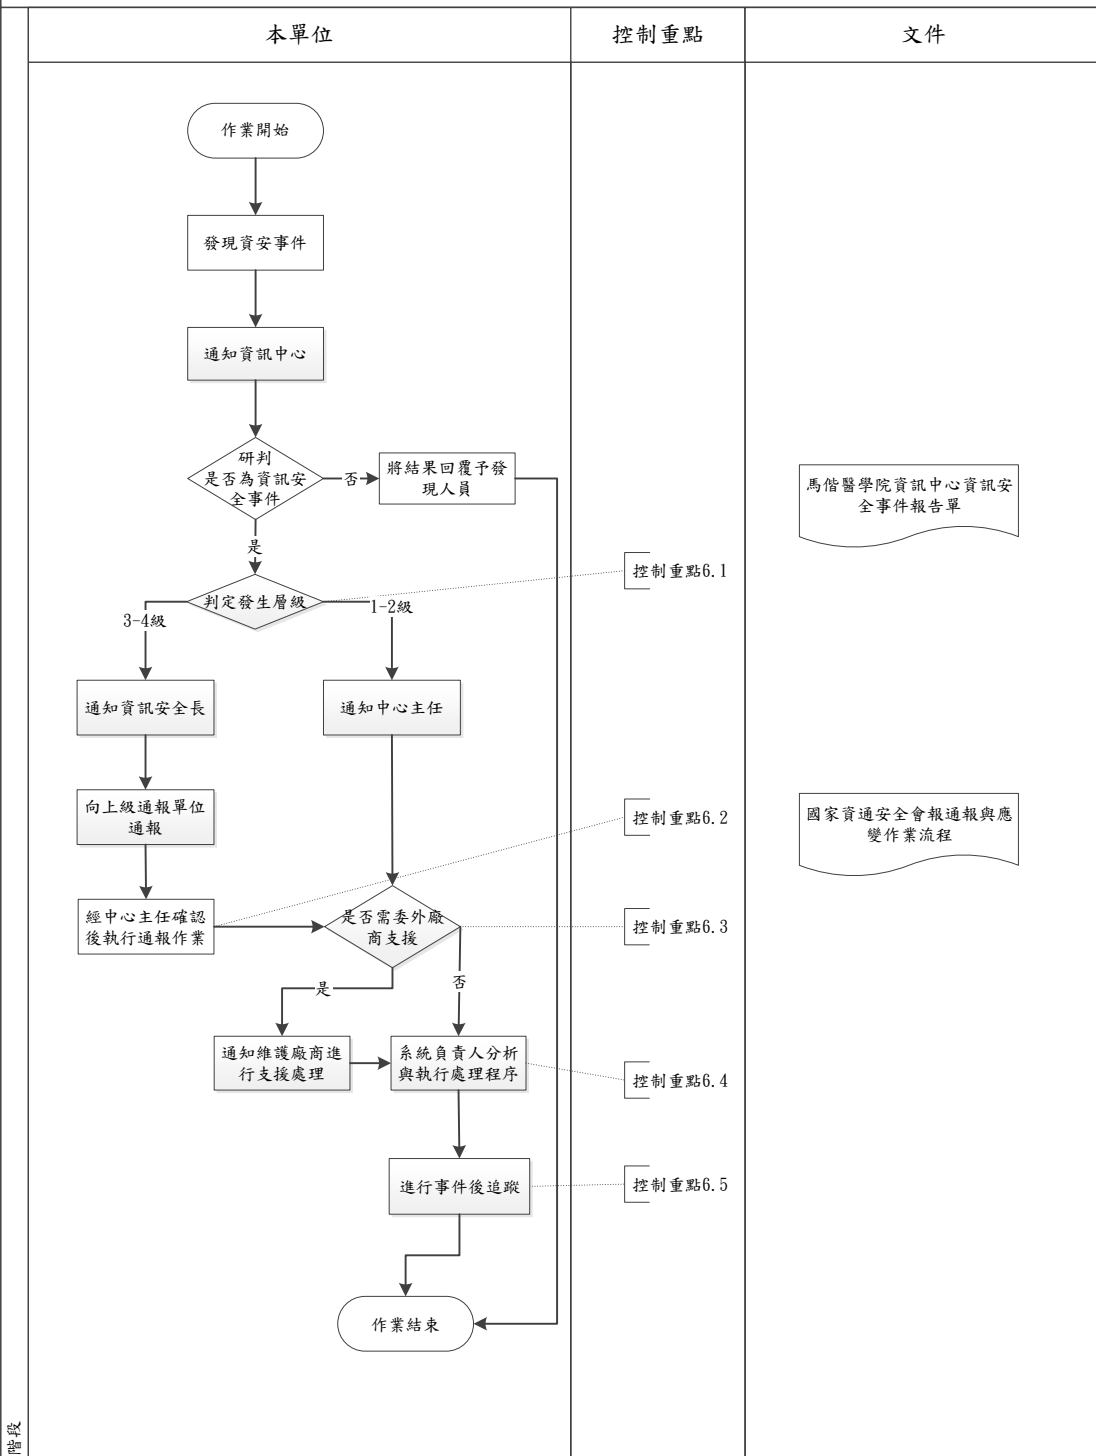 本單位
控制重點
文件
作業開始
發現資安事件
通知資訊中心
研判
是否為資訊安
全事件
否
將結果回覆予發
現人員
馬偕醫學院資訊中心資訊安
全事件報告單
是
控制重點6.1
判定發生層級
3-4級
1-2級
通知資訊安全長
通知中心主任
向上級通報單位
通報
控制重點6.2
國家資通安全會報通報與應
變作業流程
經中心主任確認
後執行通報作業
是否需委外廠
商支援
控制重點6.3
是
否
通知維護廠商進
行支援處理
系統負責人分析
與執行處理程序
控制重點6.4
進行事件後追蹤
控制重點6.5
作業結束
階段